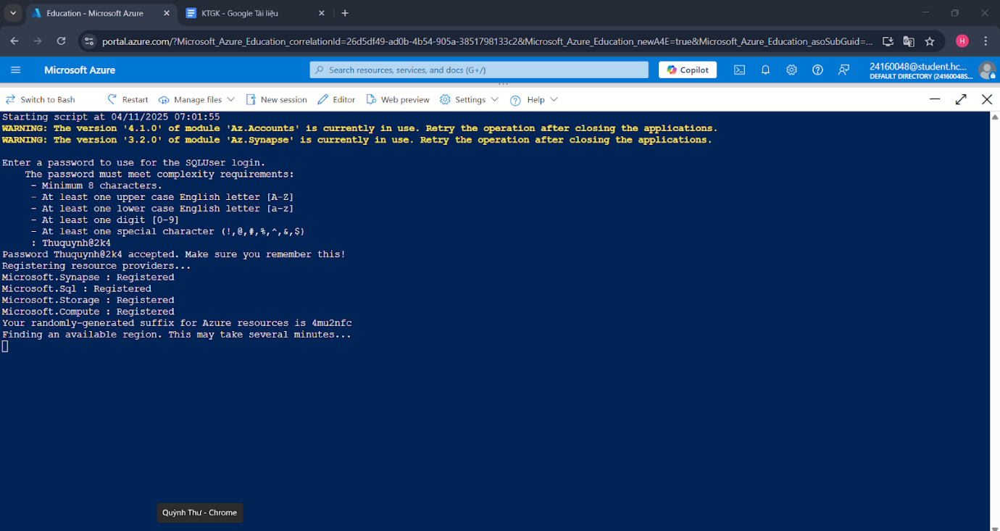 Education - Microsoft Azure
KTGK - Google Tài liệu
portal.azure.com/?Microsoft_Azure_Education_correlationId=26d5df49-ad0b-4b54-905a-3851798133c2&Microsoft_Azure_Education_newA4E=true&Microsoft_Azure_Education_asoSubGuid=...
H
Microsoft Azure
Search resources, services, and docs (G+/)
Copilot
24160048@student.hc...
DEFAULT DIRECTORY (24160048S...
Switch to Bash
Restart
Manage files
New session
Editor
Web preview
Settings
Help
Starting script at 04/11/2025 07:01:55
WARNING: The version '4.1.0' of module 'Az.Accounts' is currently in use. Retry the operation after closing the applications.
WARNING: The version '3.2.0' of module 'Az.Synapse' is currently in use. Retry the operation after closing the applications.
Enter a password to use for the SQLUser login.
The password must meet complexity requirements:
- Minimum 8 characters.
- At least one upper case English letter [A-Z]
- At least one lower case English letter [a-z]
- At least one digit [0-9]
- At least one special character (!,@,#,%,^,&,$)
: Thuquynh@2k4
Password Thuquynh@2k4 accepted. Make sure you remember this!
Registering resource providers...
Microsoft.Synapse : Registered
Microsoft.Sql : Registered
Microsoft.Storage : Registered
Microsoft.Compute : Registered
Your randomly-generated suffix for Azure resources is 4mu2nfc
Finding an available region. This may take several minutes...
Quỳnh Thư - Chrome